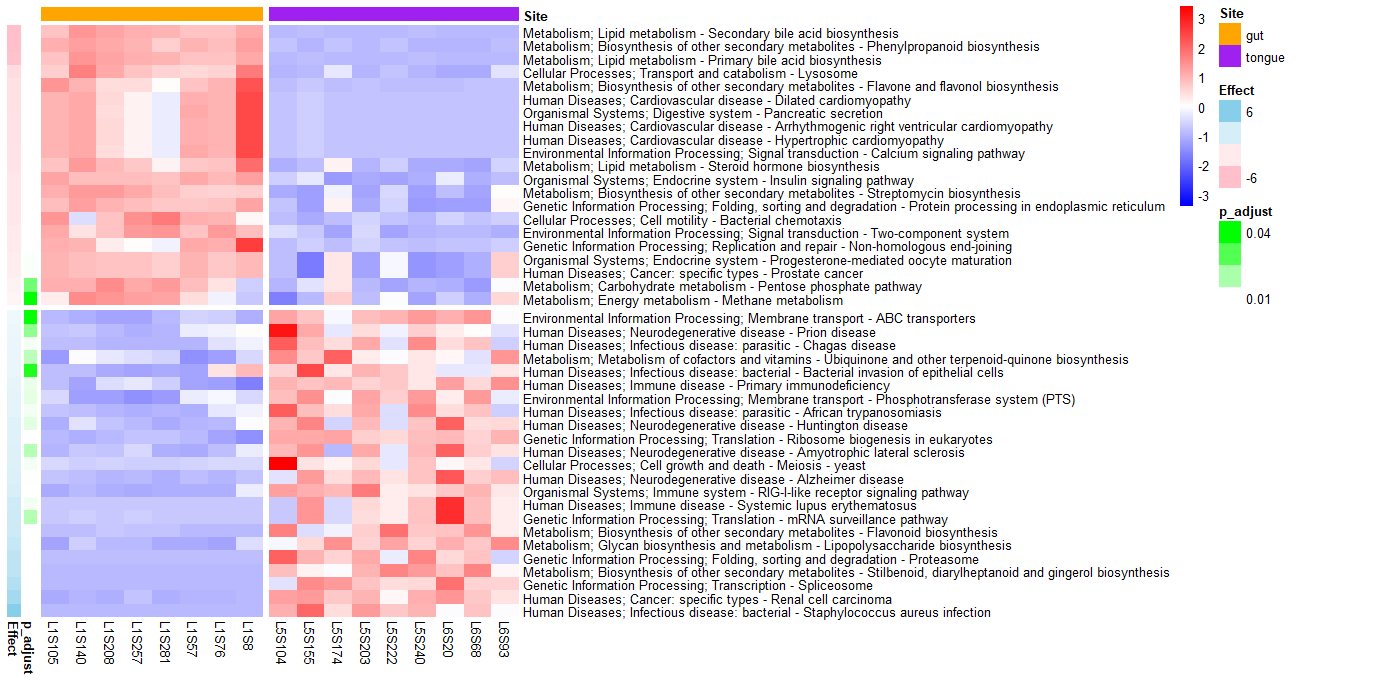 Site
Metabolism; Lipid metabolism - Secondary bile acid biosynthesis
Metabolism; Biosynthesis of other secondary metabolites - Phenylpropanoid biosynthesis
Metabolism; Lipid metabolism - Primary bile acid biosynthesis
Cellular Processes; Transport and catabolism - Lysosome
Metabolism; Biosynthesis of other secondary metabolites - Flavone and flavonol biosynthesis
Human Diseases; Cardiovascular disease - Dilated cardiomyopathy
Organismal Systems; Digestive system - Pancreatic secretion
Human Diseases; Cardiovascular disease - Arrhythmogenic right ventricular cardiomyopathy
Human Diseases; Cardiovascular disease - Hypertrophic cardiomyopathy
Environmental Information Processing; Signal transduction - Calcium signaling pathway
Metabolism; Lipid metabolism - Steroid hormone biosynthesis
Organismal Systems; Endocrine system - Insulin signaling pathway
Metabolism; Biosynthesis of other secondary metabolites - Streptomycin biosynthesis
Genetic Information Processing; Folding, sorting and degradation - Protein processing in endoplasmic reticulum
Cellular Processes; Cell motility - Bacterial chemotaxis
Environmental Information Processing; Signal transduction - Two-component system
Genetic Information Processing; Replication and repair - Non-homologous end-joining
Organismal Systems; Endocrine system - Progesterone-mediated oocyte maturation
Human Diseases; Cancer: specific types - Prostate cancer
Metabolism; Carbohydrate metabolism - Pentose phosphate pathway
Metabolism; Energy metabolism - Methane metabolism
Environmental Information Processing; Membrane transport - ABC transporters
Human Diseases; Neurodegenerative disease - Prion disease
Human Diseases; Infectious disease: parasitic - Chagas disease
Metabolism; Metabolism of cofactors and vitamins - Ubiquinone and other terpenoid-quinone biosynthesis
Human Diseases; Infectious disease: bacterial - Bacterial invasion of epithelial cells
Human Diseases; Immune disease - Primary immunodeficiency
Environmental Information Processing; Membrane transport - Phosphotransferase system (PTS)
Human Diseases; Infectious disease: parasitic - African trypanosomiasis
Human Diseases; Neurodegenerative disease - Huntington disease
Genetic Information Processing; Translation - Ribosome biogenesis in eukaryotes
Human Diseases; Neurodegenerative disease - Amyotrophic lateral sclerosis
Cellular Processes; Cell growth and death - Meiosis - yeast
Human Diseases; Neurodegenerative disease - Alzheimer disease
Organismal Systems; Immune system - RIG-I-like receptor signaling pathway
Human Diseases; Immune disease - Systemic lupus erythematosus
Genetic Information Processing; Translation - mRNA surveillance pathway
Metabolism; Biosynthesis of other secondary metabolites - Flavonoid biosynthesis
Metabolism; Glycan biosynthesis and metabolism - Lipopolysaccharide biosynthesis
Genetic Information Processing; Folding, sorting and degradation - Proteasome
Metabolism; Biosynthesis of other secondary metabolites - Stilbenoid, diarylheptanoid and gingerol biosynthesis
Genetic Information Processing; Transcription - Spliceosome
Human Diseases; Cancer: specific types - Renal cell carcinoma
Human Diseases; Infectious disease: bacterial - Staphylococcus aureus infection
Effect
p_adjust
L1S105
L1S140
L1S208
L1S257
L1S281
L1S57
L1S76
L1S8
L5S104
L5S155
L5S174
L5S203
L5S222
L5S240
L6S20
L6S68
L6S93
3
2
1
0
-1
-2
-3
Site
gut
tongue
Effect
6
-6
p_adjust
0.04
0.01